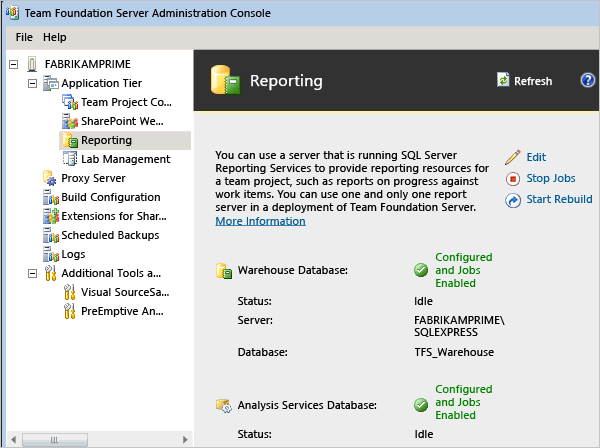 Team Foundation Server Administration Console
File Help
FABRIKAMPRIME
Application Tier
Team Project Co...
SharePoint We...
Reporting
Lab Management
Proxy Server
Build Configuration
Extensions for Shar...
Scheduled Backups
Logs
Additional Tools a...
Visual SourceSa...
PreEmptive An...
Reporting
Refresh
?
You can use a server that is running SQL Server
Reporting Services to provide reporting resources for
a team project, such as reports on progress against
work items. You can use one and only one report
server in a deployment of Team Foundation Server.
More Information
Edit
Stop Jobs
Start Rebuild
Warehouse Database:
Configured
and Jobs
Enabled
Status:
Idle
Server:
FABRIKAMPRIME\
SQLEXPRESS
Database:
TFS_Warehouse
Analysis Services Database:
Configured
and Jobs
Enabled
Status:
Idle